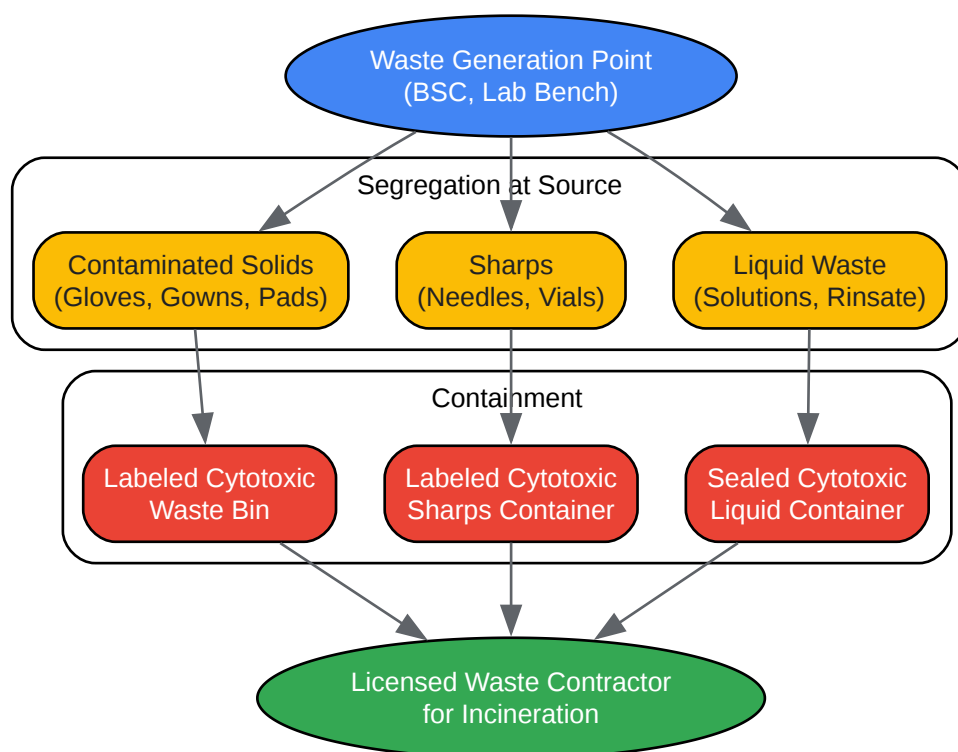 Waste Generation Point
(BSC, Lab Bench)
Segregation at Source
Contaminated Solids
(Gloves, Gowns, Pads)
Sharps
(Needles, Vials)
Liquid Waste
(Solutions, Rinsate)
Containment
Labeled Cytotoxic
Waste Bin
Labeled Cytotoxic
Sharps Container
Sealed Cytotoxic
Liquid Container
Licensed Waste Contractor
for Incineration